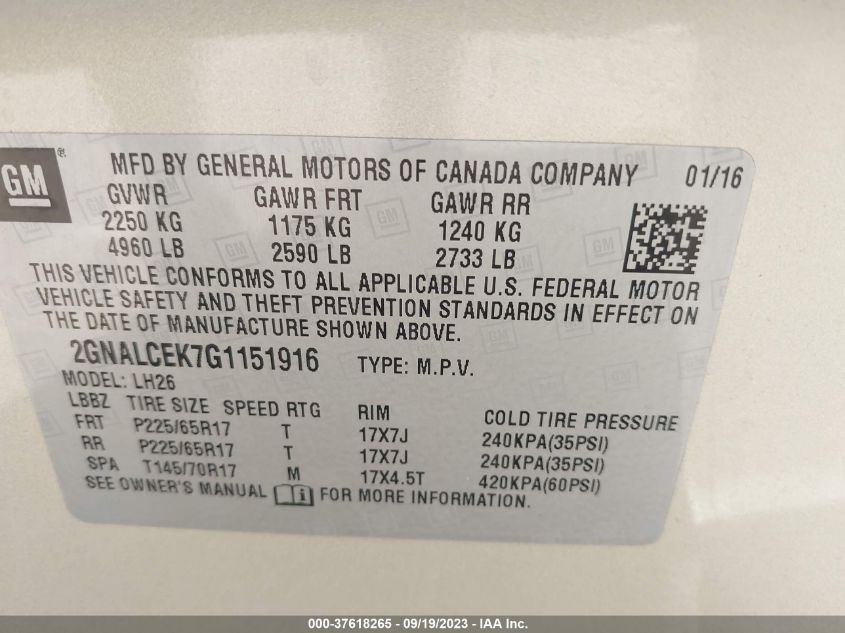 GM®
MFD BY GENERAL MOTORS OF CANADA COMPANY 01/16
GVWR GAWR FRT GAWR RR
2250 KG 1175 KG 1240 KG
4960 LB 2590 LB 2733 LB
THIS VEHICLE CONFORMS TO ALL APPLICABLE U.S. FEDERAL MOTOR
VEHICLE SAFETY AND THEFT PREVENTION STANDARDS IN EFFECT ON
THE DATE OF MANUFACTURE SHOWN ABOVE.
2GNALCEK7G1151916 TYPE: M.P.V.
MODEL: LH26
LBBZ TIRE SIZE SPEED RTG RIM COLD TIRE PRESSURE
FRT P225/65R17 T 17X7J 240KPA(35PSI)
RR P225/65R17 T 17X7J 240KPA(35PSI)
SPA T145/70R17 M 17X4.5T 420KPA(60PSI)
SEE OWNER'S MANUAL i FOR MORE INFORMATION.
000-37618265 - 09/19/2023 - IAA Inc.